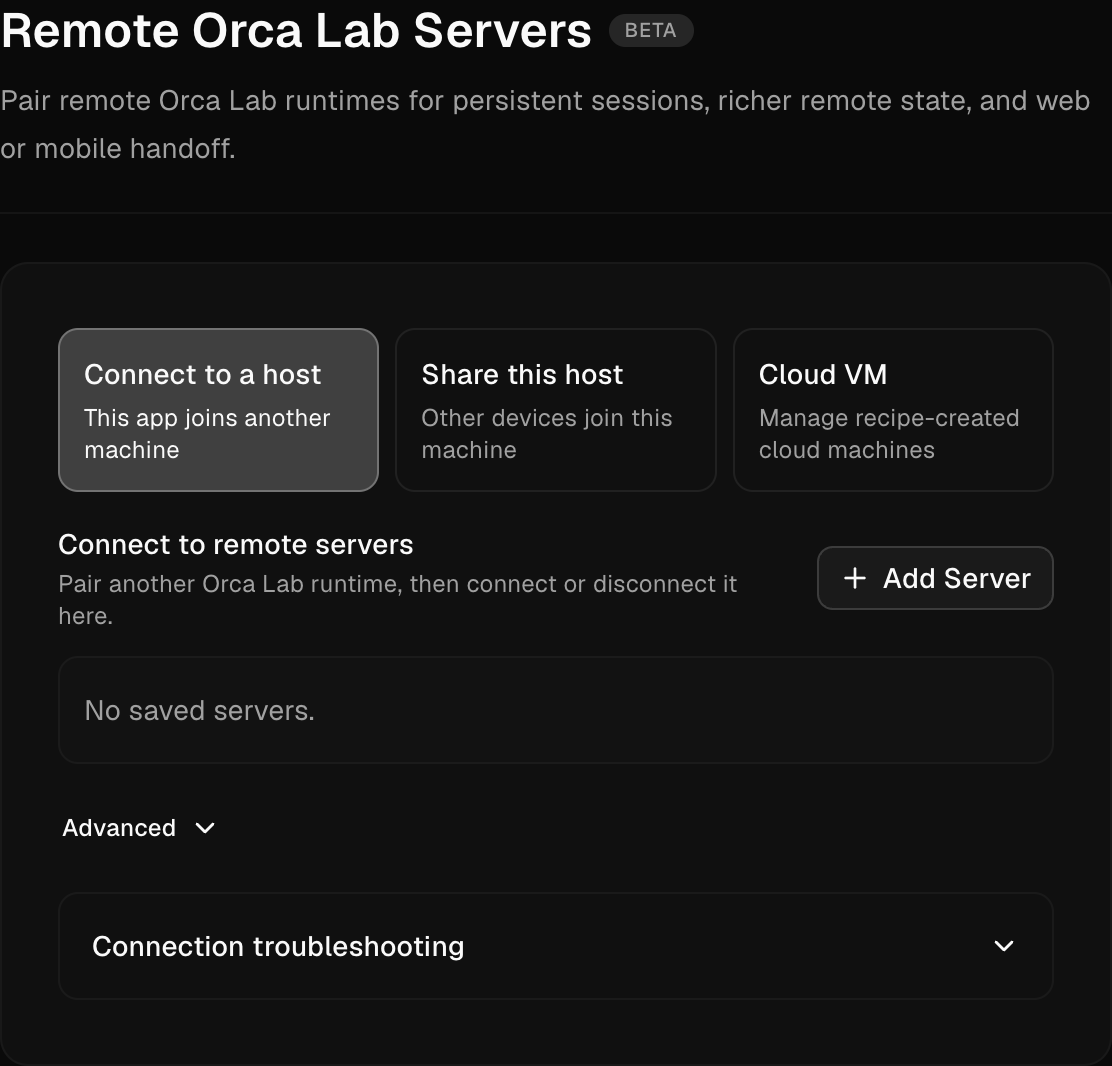 Remote Orca Lab Servers BETA
Pair remote Orca Lab runtimes for persistent sessions, richer remote state, and web
or mobile handoff.
Connect to a host
This app joins another
machine
Share this host
Other devices join this
machine
Cloud VM
Manage recipe-created
cloud machines
Connect to remote servers
Pair another Orca Lab runtime, then connect or disconnect it
here.
+ Add Server
No saved servers.
Advanced
Connection troubleshooting